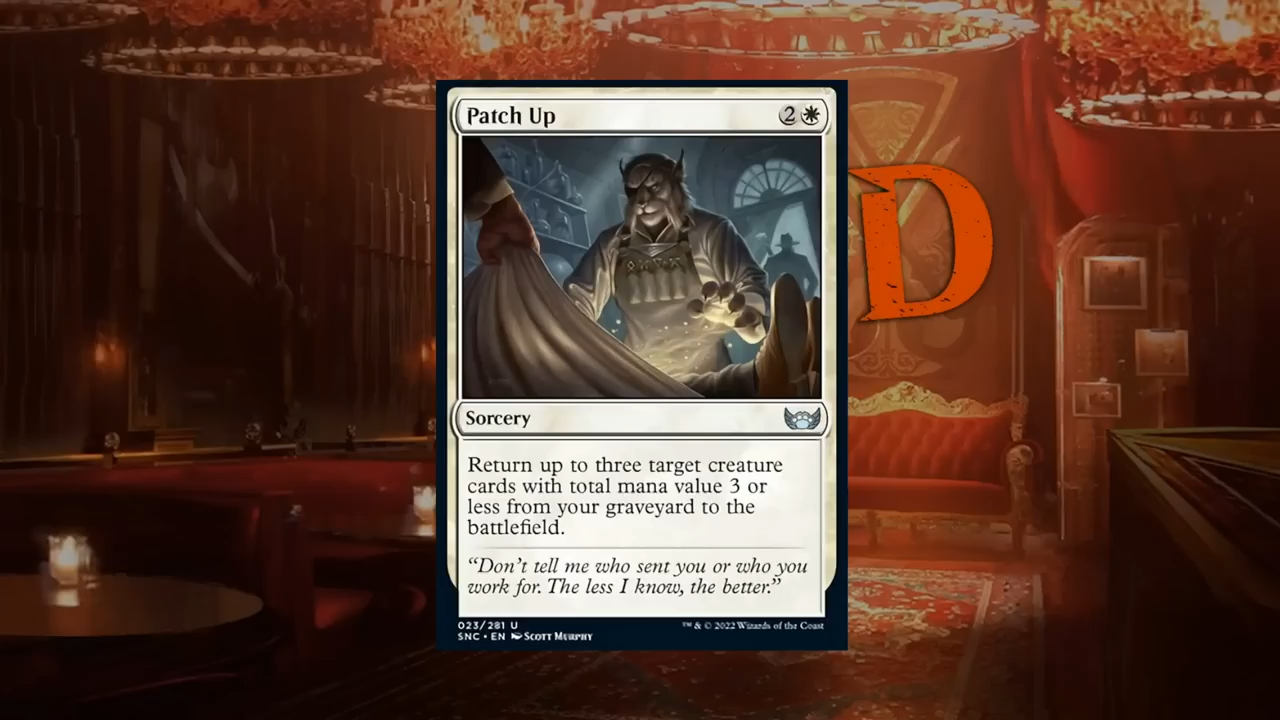 Patch Up 2
D
Sorcery
Return up to three target creature
cards with total mana value 3 or
less from your graveyard to the
battlefield.
“Don’t tell me who sent you or who you
work for. The less I know, the better.”
023/281 U
SNC • EN Scott Murphy
™ & © 2022 Wizards of the Coast